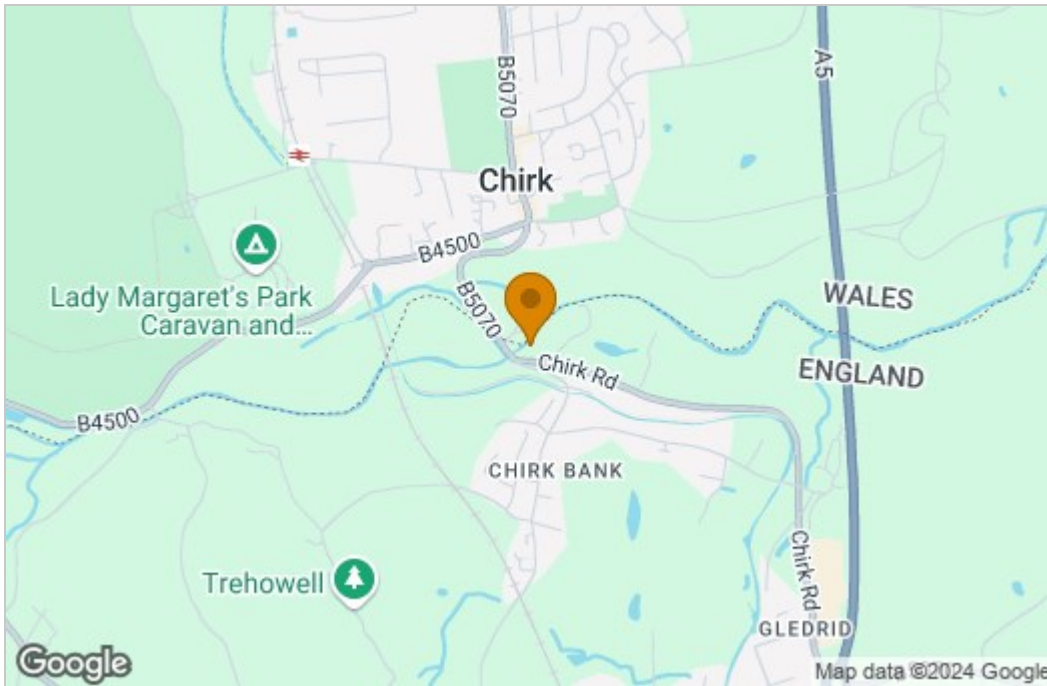 B5070
A5
Chirk
B4500
Lady Margaret's Park
Caravan and...
B5070
WALES
ENGLAND
Chirk Rd
B4500
CHIRK BANK
Trehowell
Chirk Rd
GLEDRID
Google
Map data ©2024 Google